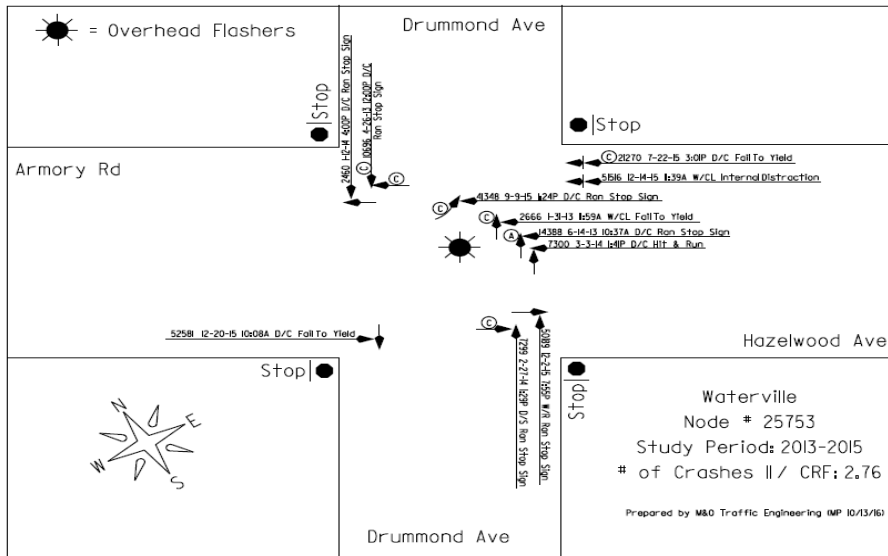 = Overhead Flashers
Drummond Ave
Stop
Stop
Armory Rd
2460 1-12-14 4:00P D/C Ran Stop Sign
10696 4-26-13 12:00P D/C
Ran Stop Sign
C
C
C 21270 7-22-15 3:01P D/C Fail To Yield
51516 12-14-15 11:39A W/CL Internal Distraction
41348 9-9-15 1:24P D/C Ran Stop Sign
C
C 2666 1-31-13 11:59A W/CL Fail To Yield
A 14388 6-14-13 10:37A D/C Ran Stop Sign
7300 3-3-14 1:41P D/C Hit & Run
52581 12-20-15 10:08A D/C Fail To Yield
C
7299 2-27-14 1:29P D/S Ran Stop Sign
5089 12-2-15 7:55P W/R Ran Stop Sign
Hazelwood Ave
Stop
Stop
N
E
W
S
Waterville
Node # 25753
Study Period: 2013-2015
# of Crashes 11 / CRF: 2.76
Prepared by M&O Traffic Engineering (MP 10/13/16)
Drummond Ave